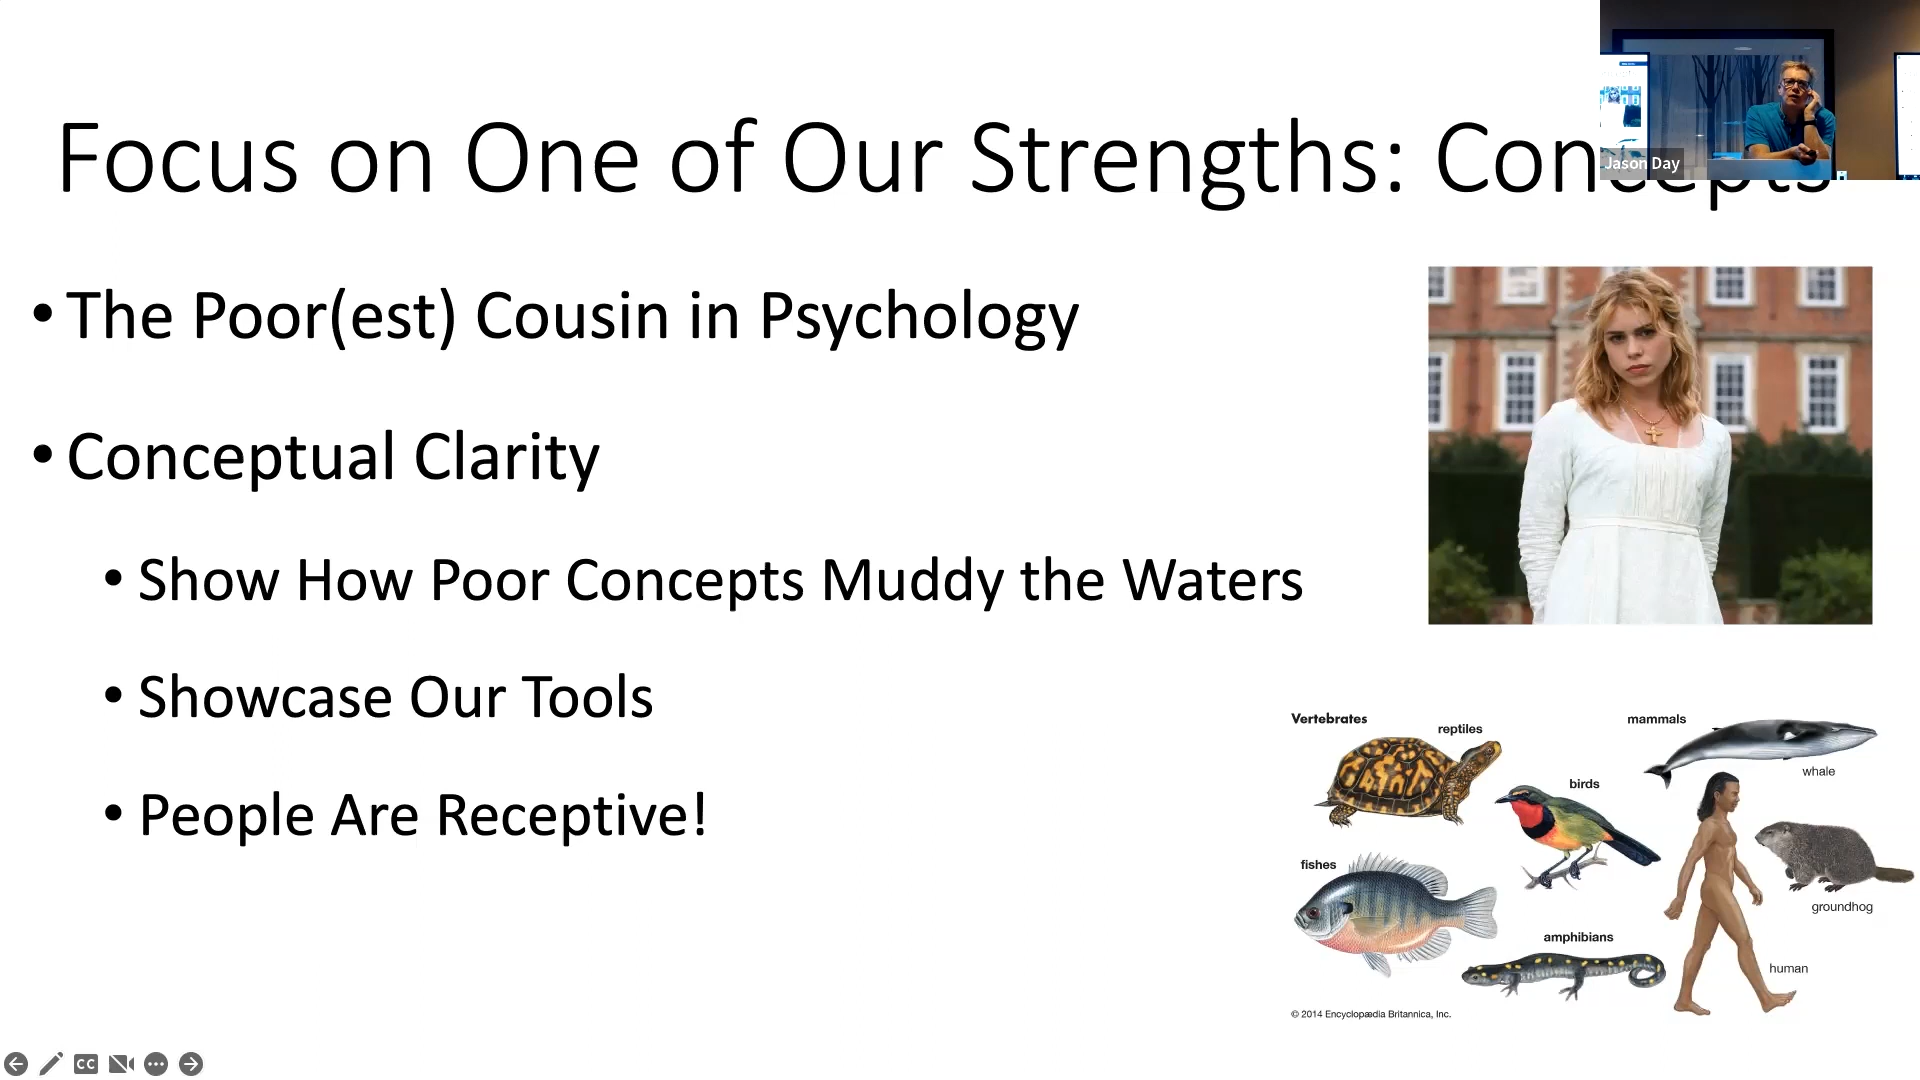 Focus on One of Our Strengths: Concepts
Jason Day
• The Poor(est) Cousin in Psychology
• Conceptual Clarity
• Show How Poor Concepts Muddy the Waters
• Showcase Our Tools
• People Are Receptive!
Vertebrates
reptiles
mammals
whale
birds
fishes
groundhog
amphibians
human
© 2014 Encyclopædia Britannica, Inc.
CC